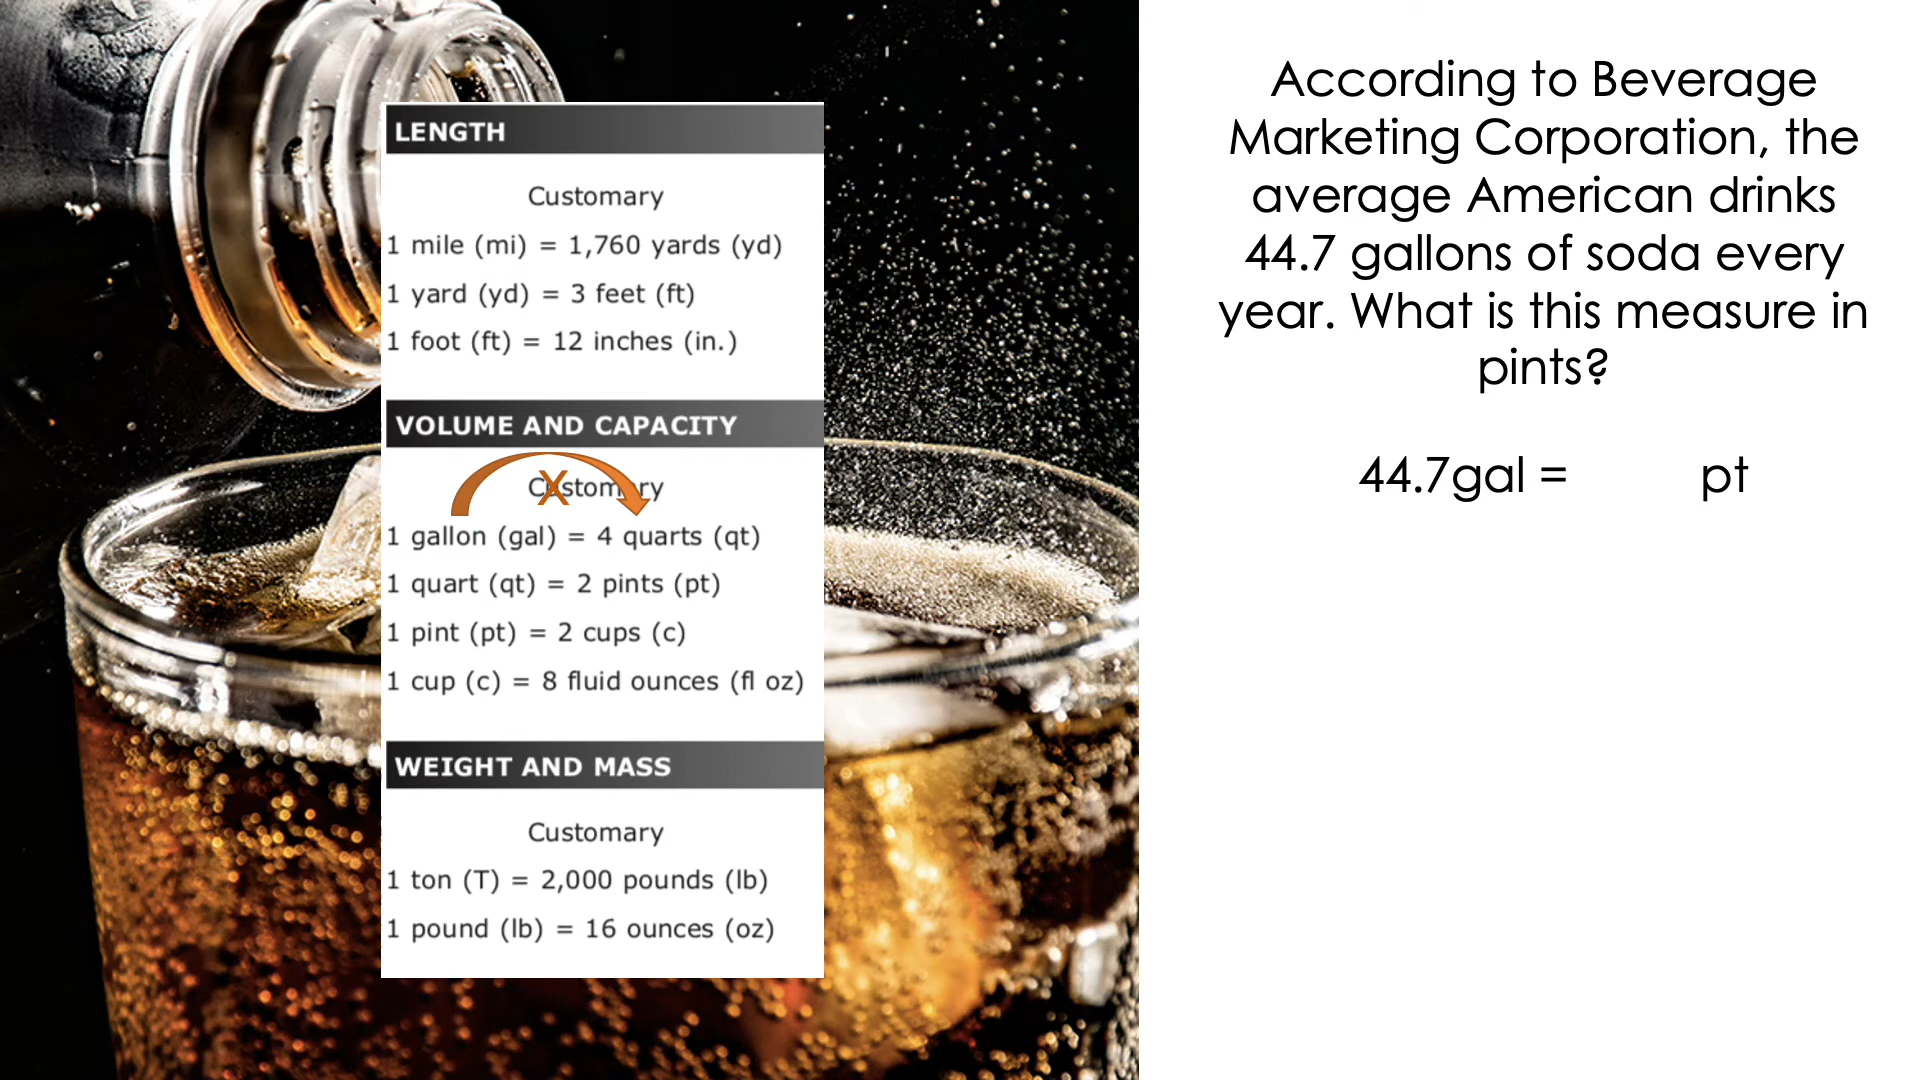 LENGTH
Customary
1 mile (mi) = 1,760 yards (yd)
1 yard (yd) = 3 feet (ft)
1 foot (ft) = 12 inches (in.)
VOLUME AND CAPACITY
X
Customary
1 gallon (gal) = 4 quarts (qt)
1 quart (qt) = 2 pints (pt)
1 pint (pt) = 2 cups (c)
1 cup (c) = 8 fluid ounces (fl oz)
WEIGHT AND MASS
Customary
1 ton (T) = 2,000 pounds (lb)
1 pound (lb) = 16 ounces (oz)
According to Beverage
Marketing Corporation, the
average American drinks
44.7 gallons of soda every
year. What is this measure in
pints?
44.7gal = pt